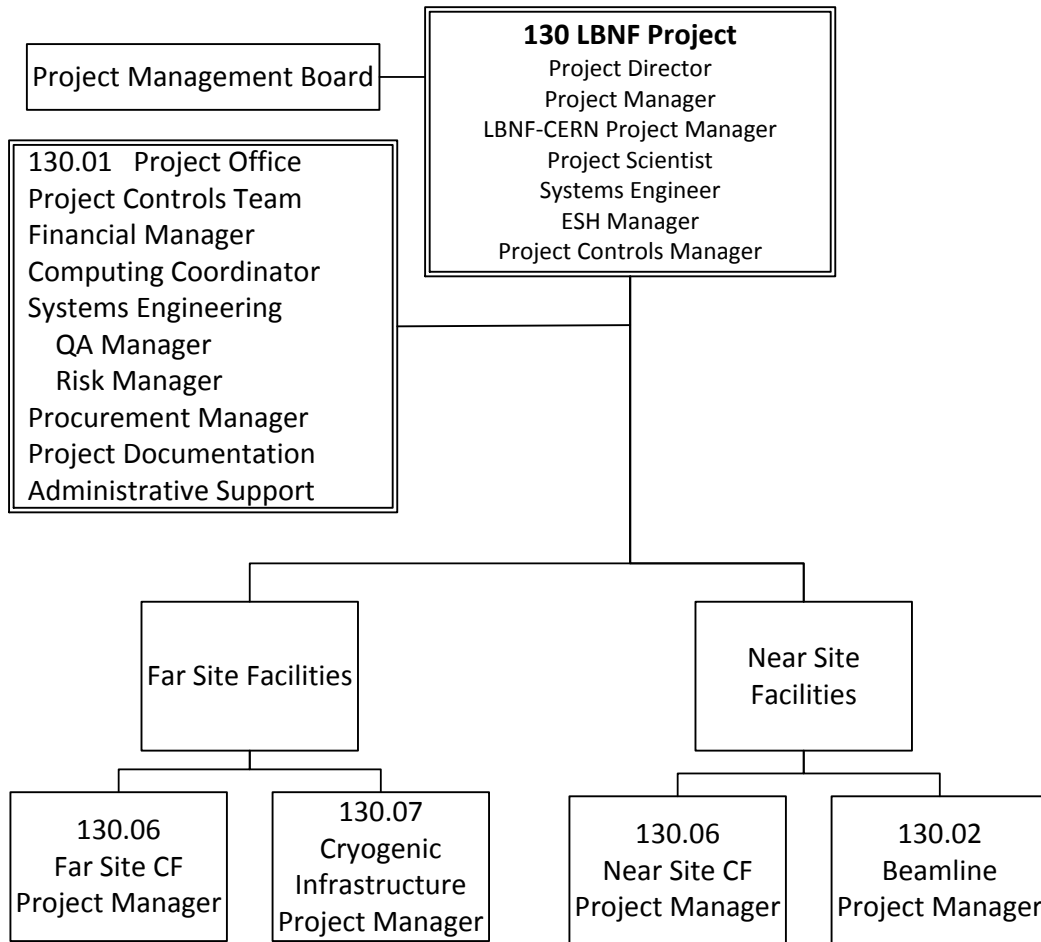 130 LBNF Project
Project Director
Project Manager
LBNF-CERN Project Manager
Project Scientist
Systems Engineer
ESH Manager
Project Controls Manager
Project Management Board
130.01 Project Office
Project Controls Team
Financial Manager
Computing Coordinator
Systems Engineering
QA Manager
Risk Manager
Procurement Manager
Project Documentation
Administrative Support
Far Site Facilities
Near Site
Facilities
130.06
Far Site CF
Project Manager
130.07
Cryogenic
Infrastructure
Project Manager
130.06
Near Site CF
Project Manager
130.02
Beamline
Project Manager